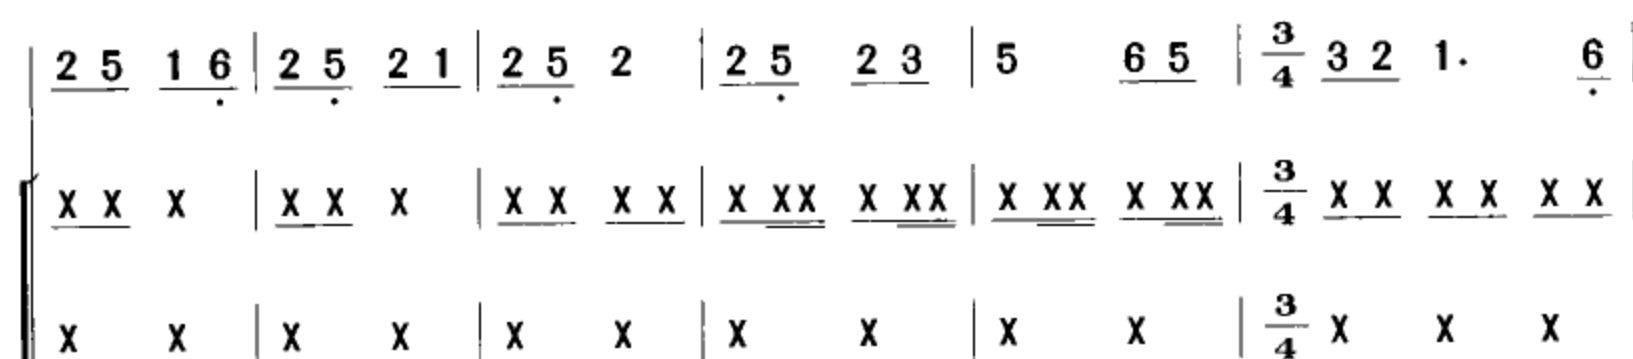 2 5 1 6̣ | 2 5̣ 2 1 | 2 5̣ 2 | 2 5̣ 2 3 | 5 6 5 | 3/4 3 2 1. 6̣
X X X | X X X | X X X X | X XX X XX | X XX X XX | 3/4 X X X X X X
X X | X X | X X | X X | X X | 3/4 X X X